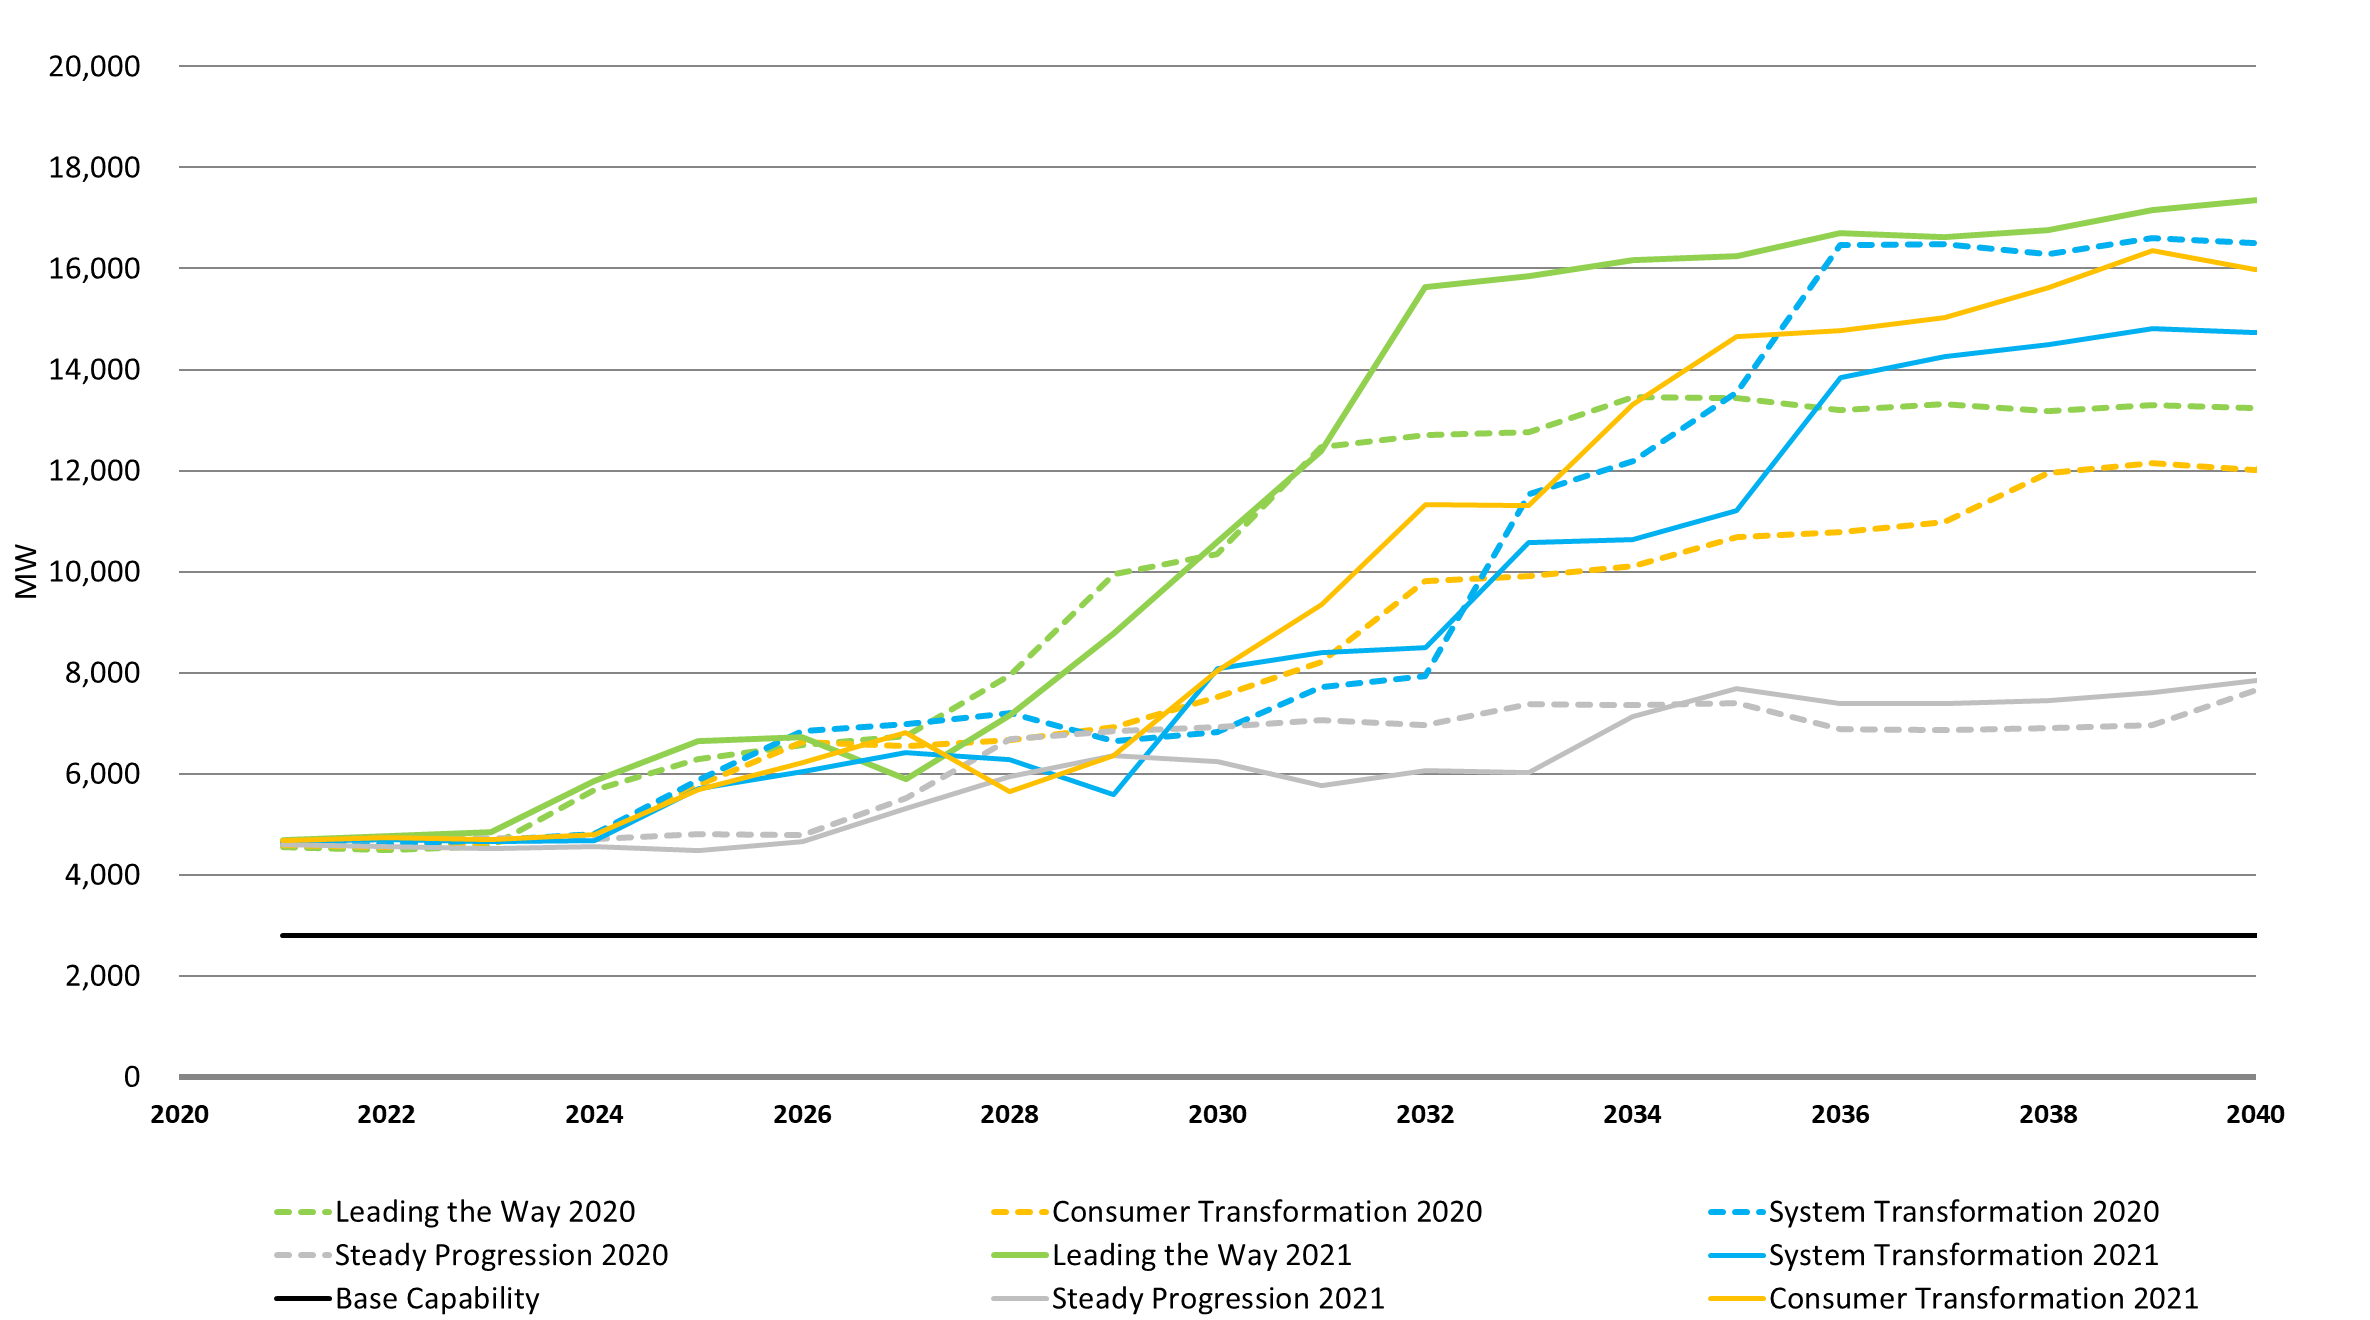 20,000
18,000
16,000
14,000
12,000
10,000
8,000
6,000
4,000
2,000
0
MW
2020 2022 2024 2026 2028 2030 2032 2034 2036 2038 2040
Leading the Way 2020 Consumer Transformation 2020 System Transformation 2020
Steady Progression 2020 Leading the Way 2021 System Transformation 2021
Base Capability Steady Progression 2021 Consumer Transformation 2021